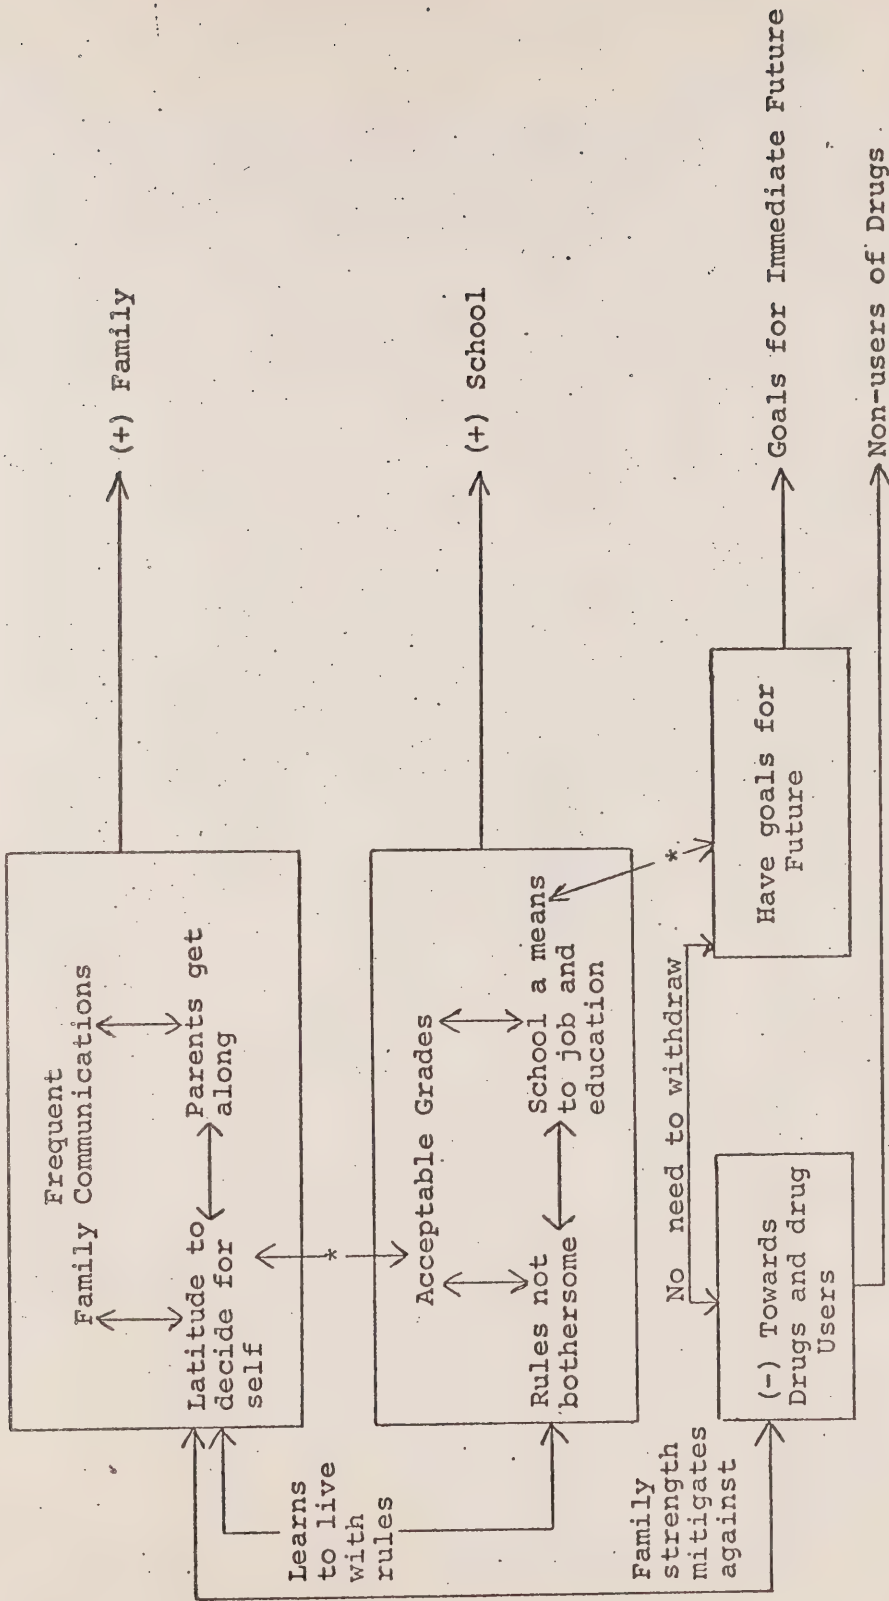 Frequent
Family Communications
Latitude to
decide for
self
Parents get
along
(+) Family
Learns
to live
with
rules
*
Acceptable Grades
Rules not
bothersome
School a means
to job and
education
(+) School
*
Family
strength
mitigates
against
No need to withdraw
(-) Towards
Drugs and drug
Users
Have goals for
Future
Goals for Immediate Future
Non-users of Drugs